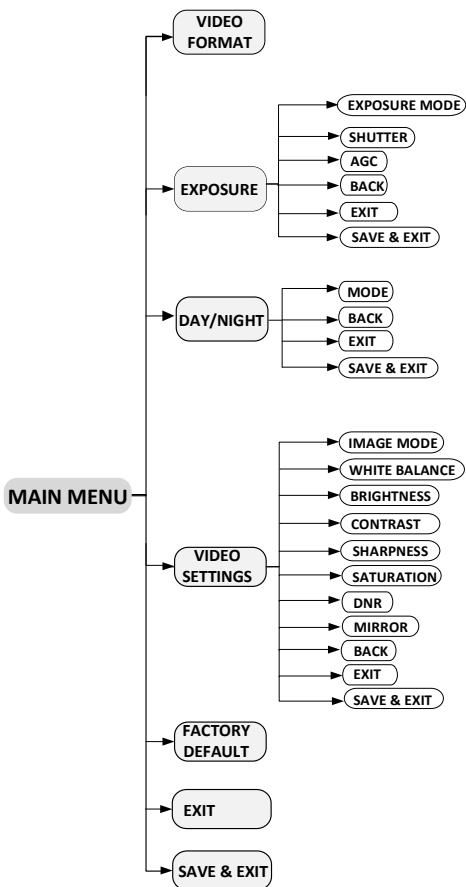 VIDEO
FORMAT
EXPOSURE MODE
SHUTTER
AGC
EXPOSURE
BACK
EXIT
SAVE & EXIT
MODE
DAY/NIGHT
BACK
EXIT
SAVE & EXIT
IMAGE MODE
WHITE BALANCE
BRIGHTNESS
MAIN MENU
CONTRAST
VIDEO
SETTINGS
SHARPNESS
SATURATION
DNR
MIRROR
BACK
EXIT
SAVE & EXIT
FACTORY
DEFAULT
EXIT
SAVE & EXIT